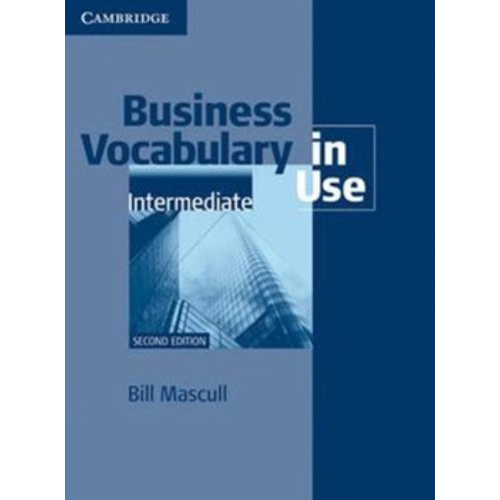 CAMBRIDGE
Business
Vocabulary in
Intermediate Use
SECOND EDITION
Bill Mascull